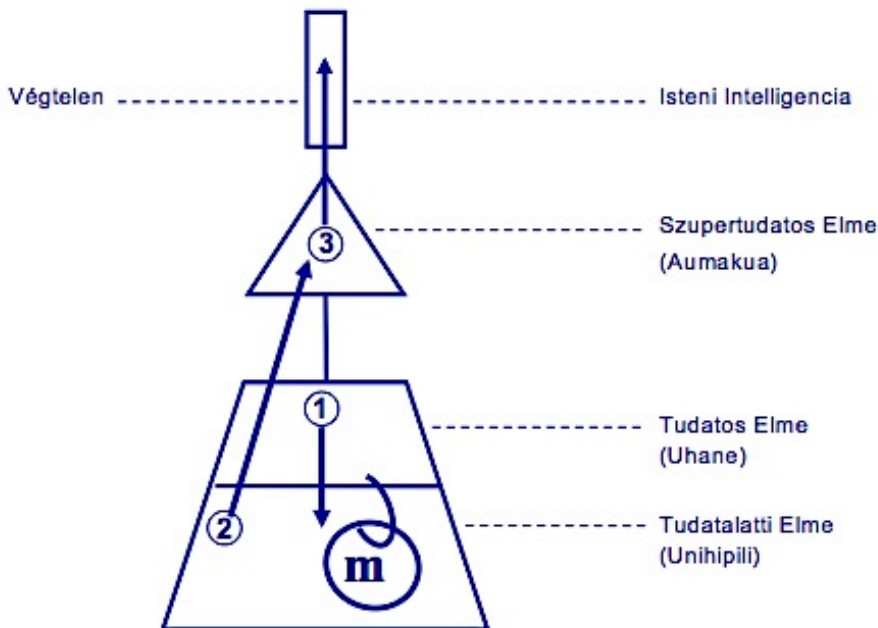 Végtelen
Isteni Intelligencia
3
Szupertudatos Elme
(Aumakua)
1
Tudatos Elme
(Uhane)
2
Tudatalatti Elme
m
(Unihipili)